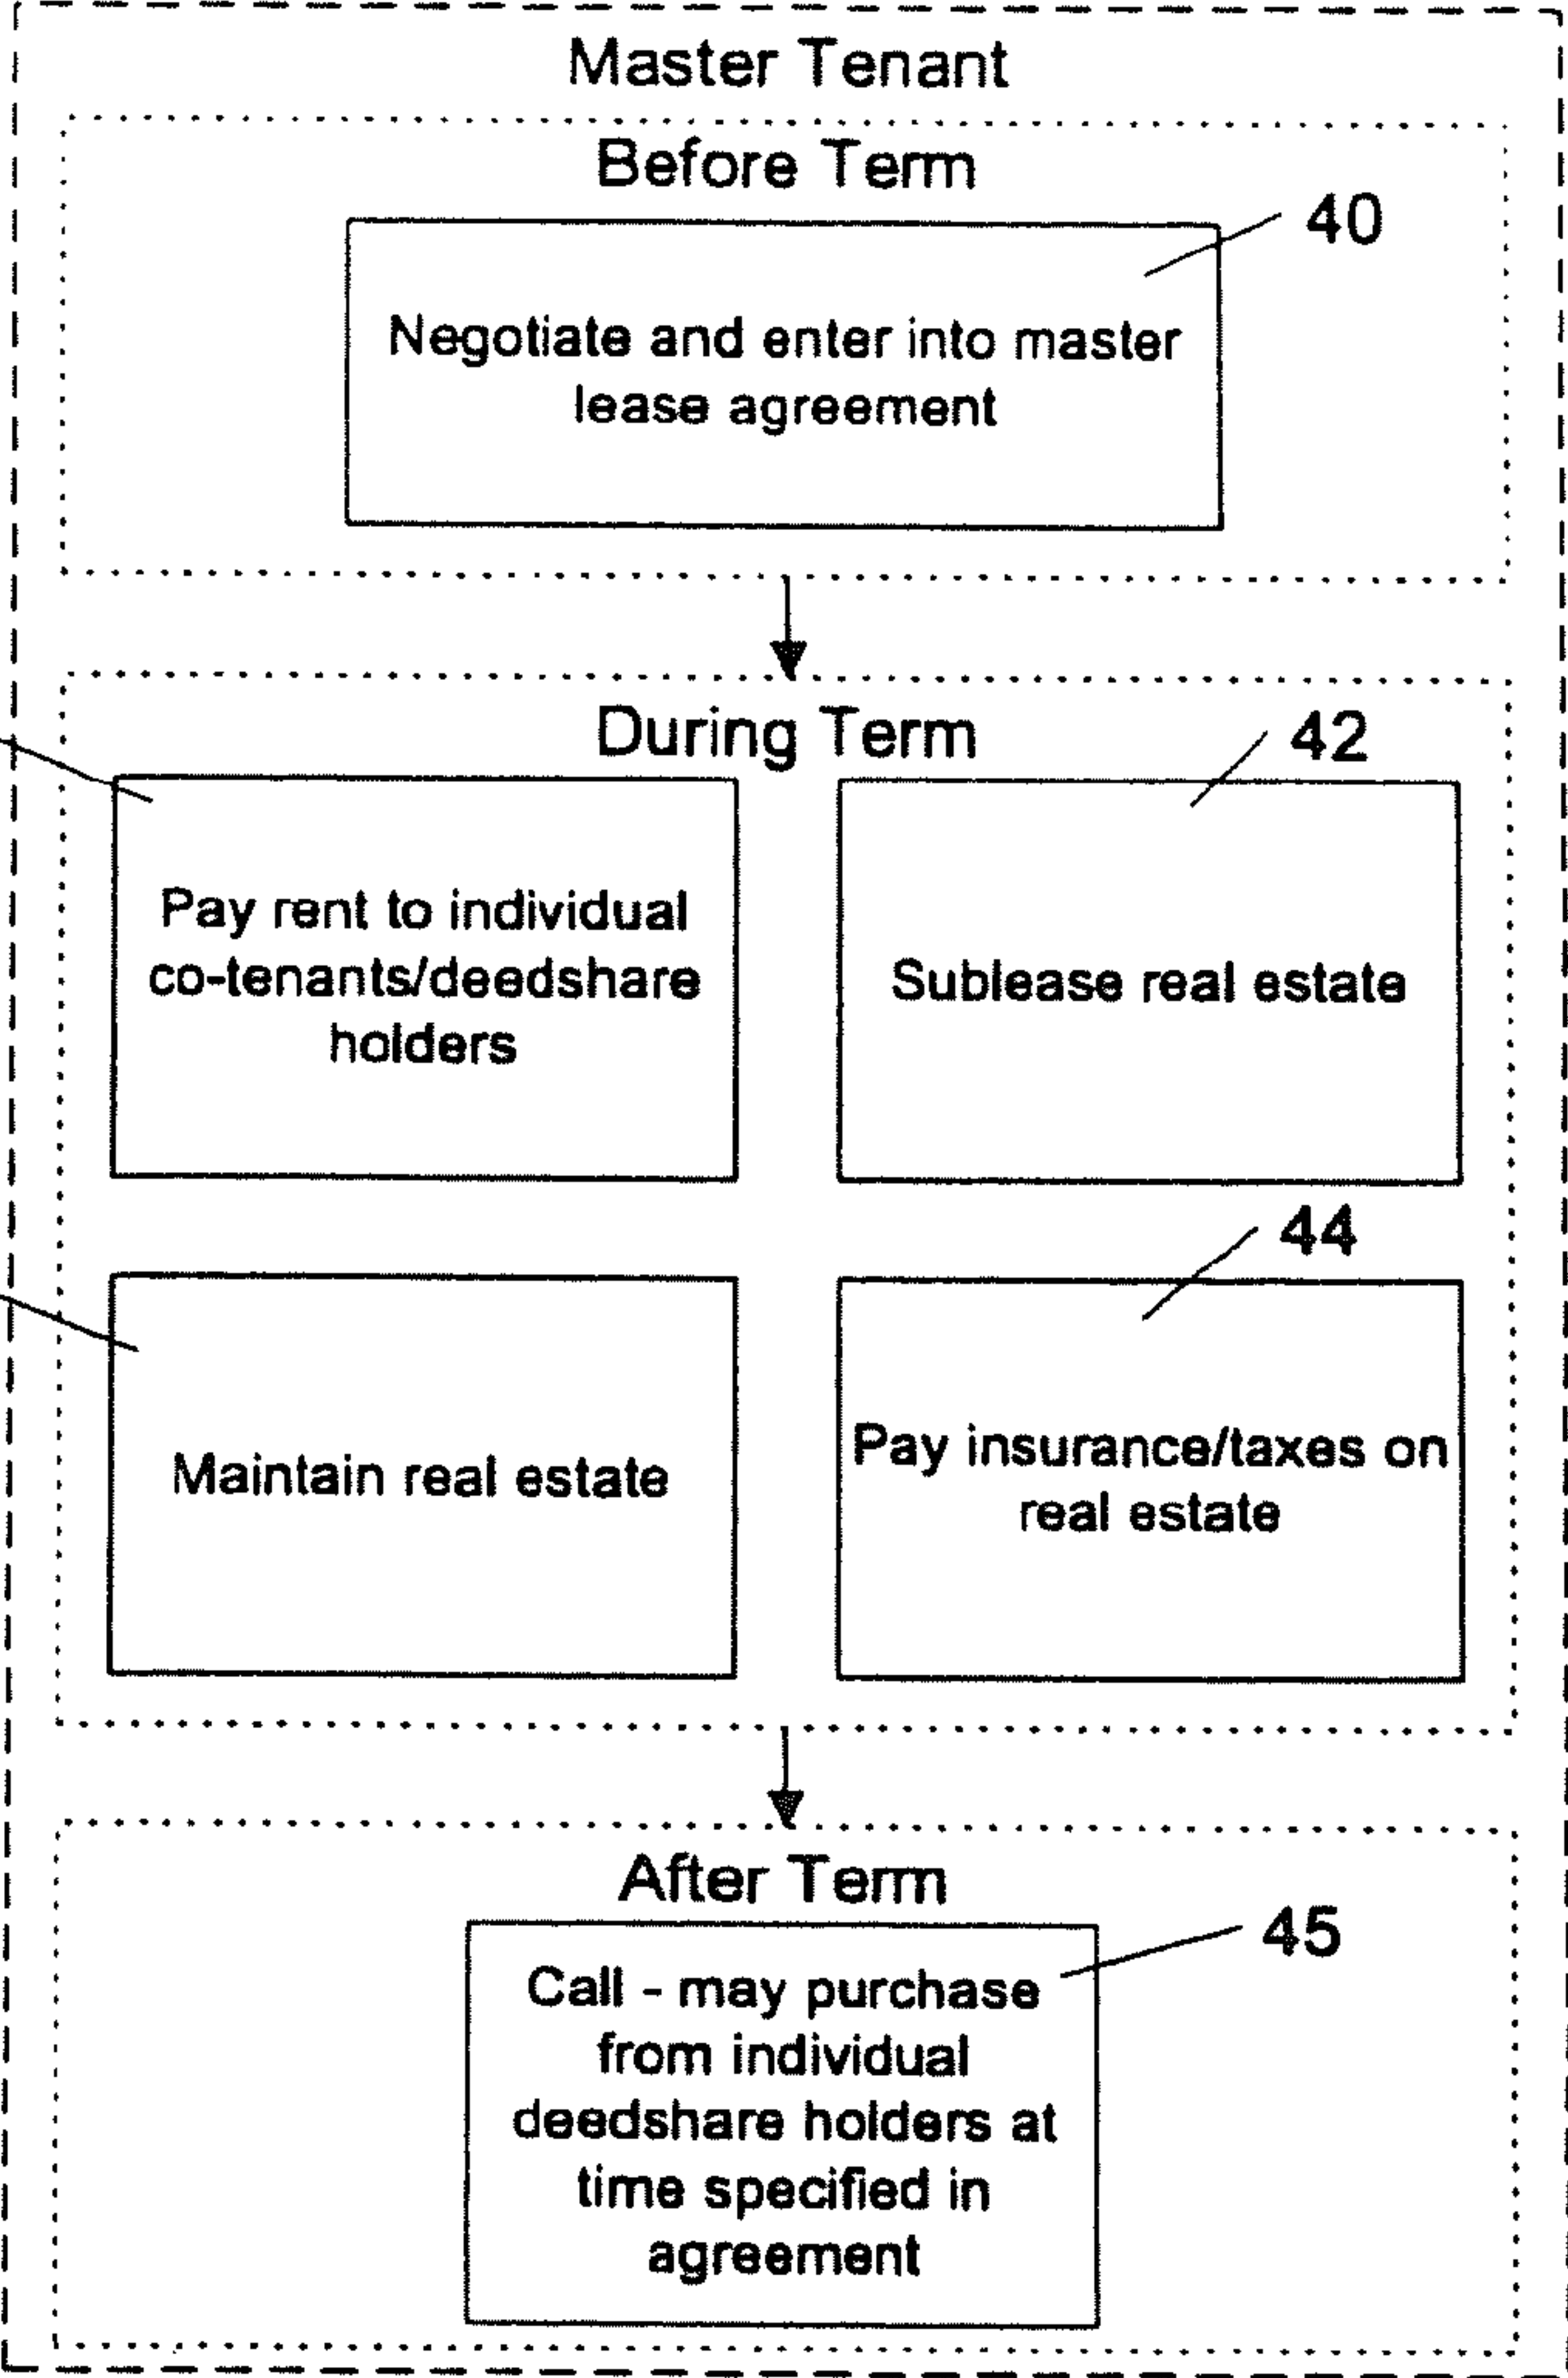 Master Tenant
Before Term
40
Negotiate and enter into master
lease agreement
During Term
42
Pay rent to individual
co-tenants/deedshare
holders
Sublease real estate
44
Maintain real estate
Pay insurance/taxes on
real estate
After Term
45
Call - may purchase
from individual
deedshare holders at
time specified in
agreement